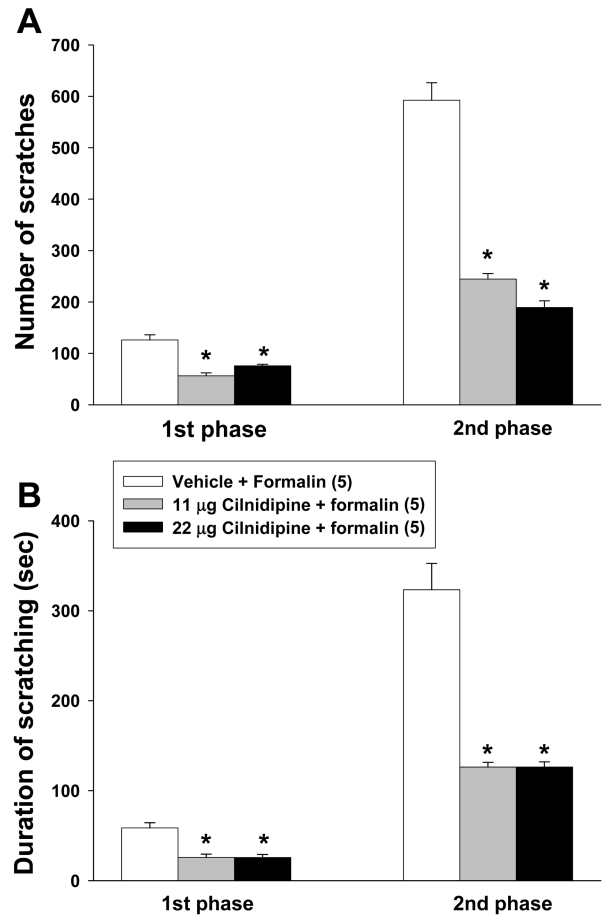 A
Number of scratches
700
600
500
400
300
200
100
0
*
*
*
*
1st phase
2nd phase
Vehicle + Formalin (5)
11 μg Cilnidipine + formalin (5)
22 μg Cilnidipine + formalin (5)
B
Duration of scratching (sec)
400
300
200
100
0
*
*
*
*
1st phase
2nd phase